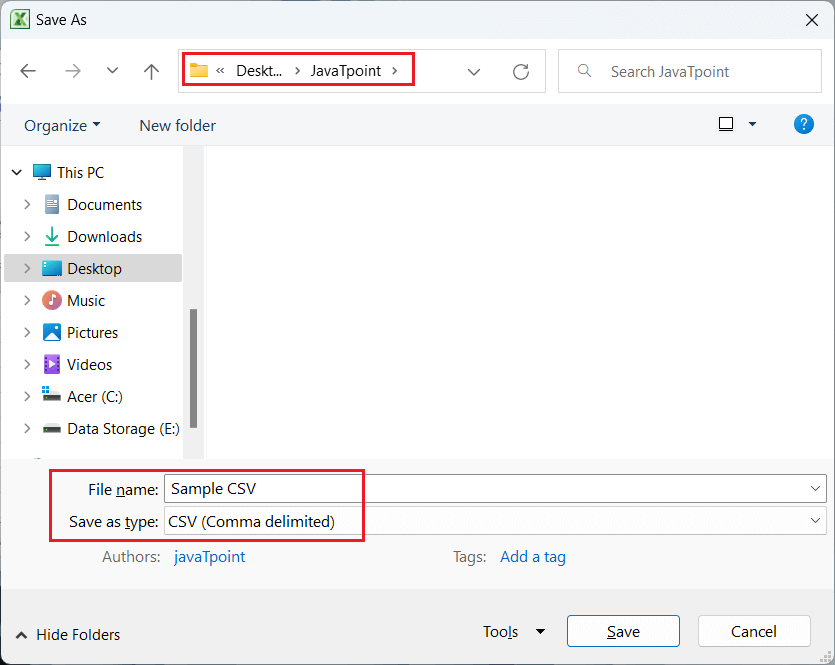 Save As
« Deskt... > JavaTpoint >
Search JavaTpoint
Organize
New folder
?
This PC
Documents
Downloads
Desktop
Music
Pictures
Videos
Acer (C:)
Data Storage (E:)
File name: Sample CSV
Save as type: CSV (Comma delimited)
Authors: javaTpoint
Tags: Add a tag
Hide Folders
Tools
Save
Cancel